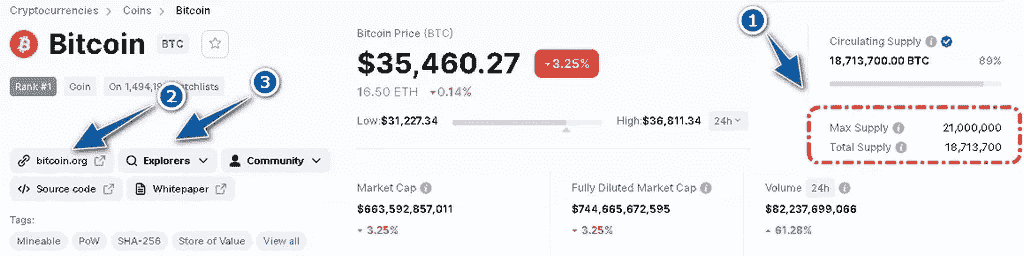 Cryptocurrencies > Coins > Bitcoin
Bitcoin BTC
Rank #1 Coin On 1,494,19 tchlists
2
3
bitcoin.org Explorers Community
Source code Whitepaper
Tags:
Mineable PoW SHA-256 Store of Value View all
Bitcoin Price (BTC)
$35,460.27 3.25%
16.50 ETH 0.14%
Low:$31,227.34 High:$36,811.34 24h
1
Circulating Supply
18,713,700.00 BTC 89%
Max Supply 21,000,000
Total Supply 18,713,700
Market Cap
$663,592,857,011
3.25%
Fully Diluted Market Cap
$744,665,672,595
3.25%
Volume 24h
$82,237,699,066
61.28%